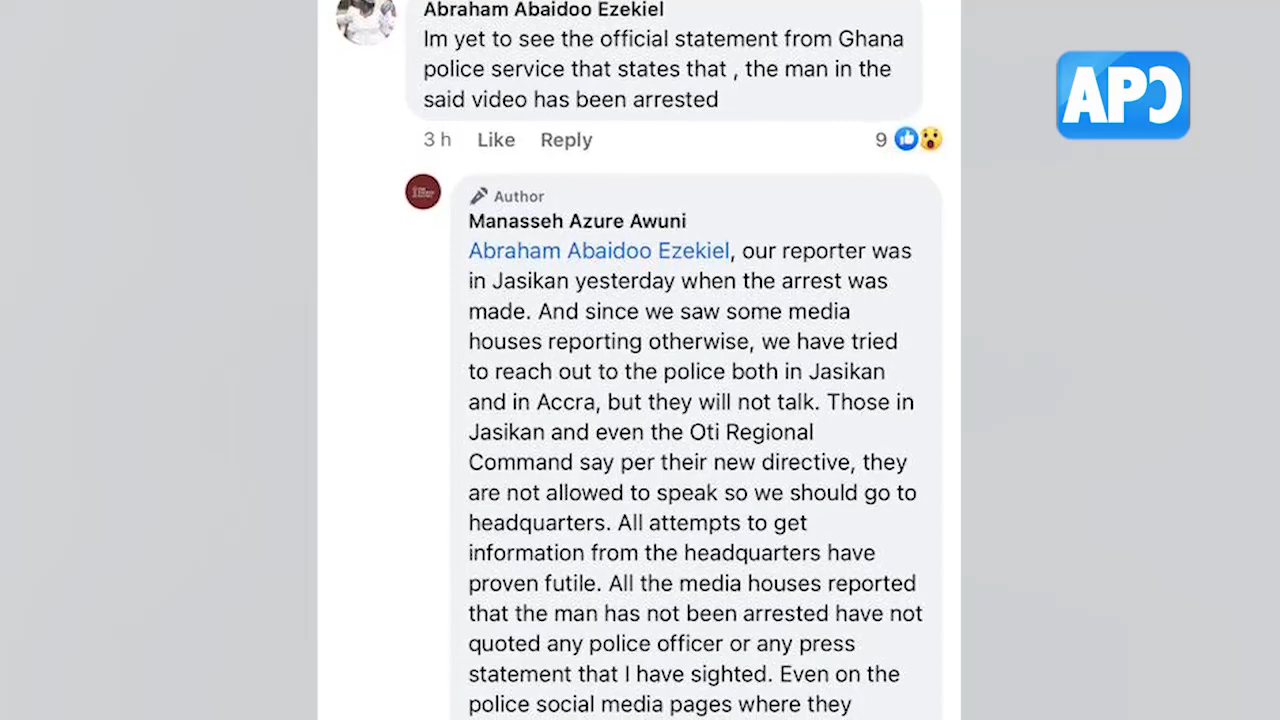 Abraham Abaidoo Ezekiel
Im yet to see the official statement from Ghana
police service that states that , the man in the
said video has been arrested
3 h Like Reply 9
Author
Manasseh Azure Awuni
Abraham Abaidoo Ezekiel, our reporter was
in Jasikan yesterday when the arrest was
made. And since we saw some media
houses reporting otherwise, we have tried
to reach out to the police both in Jasikan
and in Accra, but they will not talk. Those in
Jasikan and even the Oti Regional
Command say per their new directive, they
are not allowed to speak so we should go to
headquarters. All attempts to get
information from the headquarters have
proven futile. All the media houses reported
that the man has not been arrested have not
quoted any police officer or any press
statement that I have sighted. Even on the
police social media pages where they